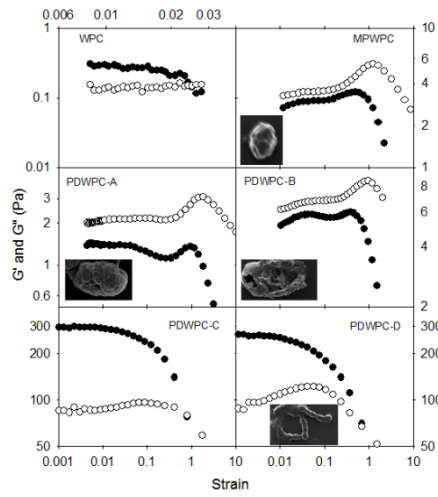 0.006 0.01 0.02 0.03
1 WPC MPWPC 10
8
6
0.1
4
2
0.01
PDWPC-A PDWPC-B
3 8
2 6
4
1
0.6 2
300 PDWPC-C PDWPC-D 300
200 200
100 100
50 50
0.001 0.01 0.1 1 0.01 0.1 1 10
G' and G" (Pa)
Strain